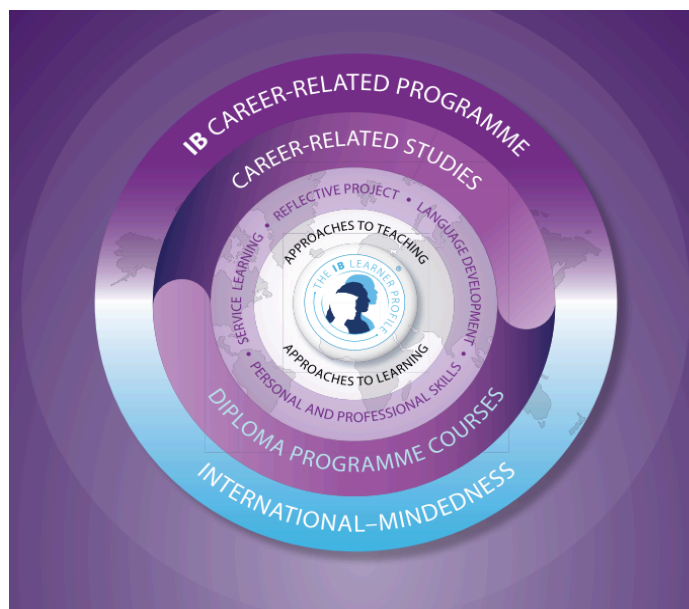 IB CAREER-RELATED PROGRAMME
CAREER-RELATED STUDIES
SERVICE LEARNING • REFLECTIVE PROJECT • LANGUAGE DEVELOPMENT
APPROACHES TO TEACHING
THE IB LEARNER PROFILE
®
APPROACHES TO LEARNING
• PERSONAL AND PROFESSIONAL SKILLS •
DIPLOMA PROGRAMME COURSES
INTERNATIONAL–MINDEDNESS